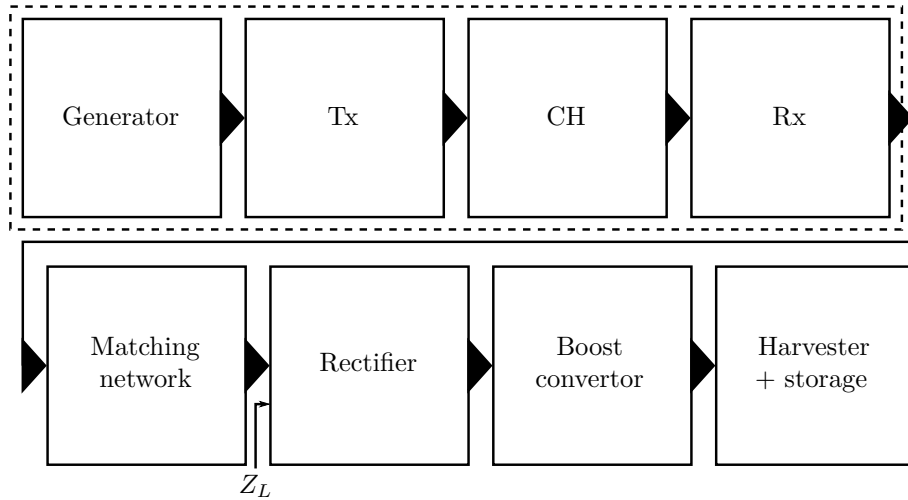 Generator
Tx
CH
Rx
Matching
network
Rectifier
Boost
convertor
Harvester
+ storage
Z_L